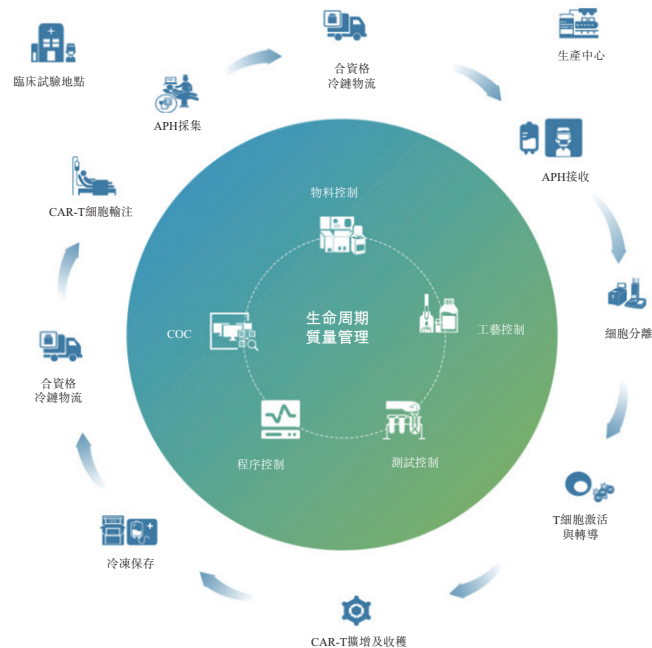 合資格
冷鏈物流
生產中心
臨床試驗地點
APH採集
APH接收
CAR-T細胞輸注
物料控制
生命周期
質量管理
COC
工藝控制
细胞分離
合資格
冷鏈物流
程序控制
測試控制
T細胞激活
與轉導
冷凍保存
CAR-T擴增及收穫